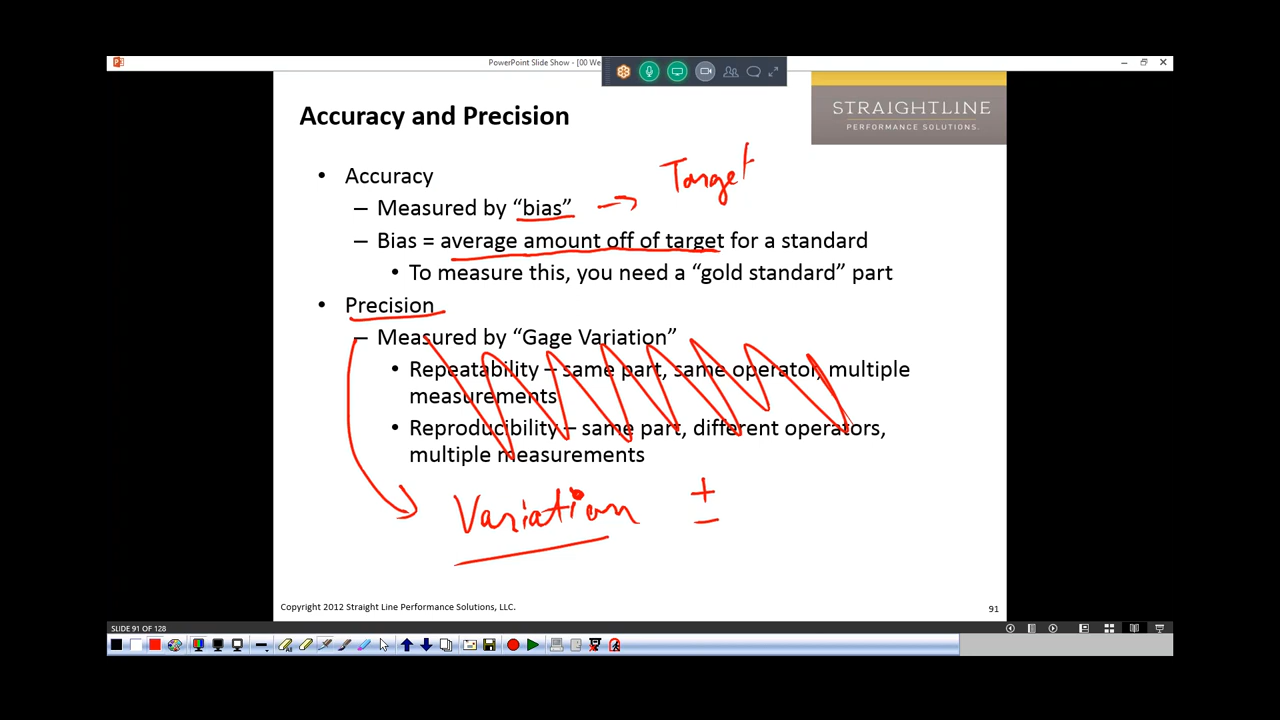 PowerPoint Slide Show - [00 We
STRAIGHTLINE
PERFORMANCE SOLUTIONS.
Accuracy and Precision
Target
• Accuracy
– Measured by “bias” →
– Bias = average amount off of target for a standard
• To measure this, you need a “gold standard” part
• Precision
– Measured by “Gage Variation”
• Repeatability – same part, same operator, multiple
measurements
• Reproducibility – same part, different operators,
multiple measurements
Variation ±
Copyright 2012 Straight Line Performance Solutions, LLC.
91
SLIDE 91 OF 128